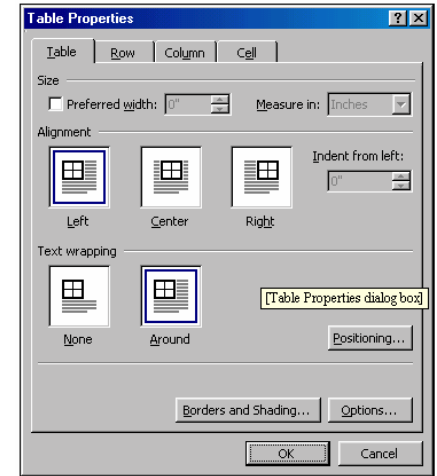 Table Properties
Table Row Column Cell
Size
Preferred width: 0" Measure in: Inches
Alignment
Indent from left:
0"
Left Center Right
Text wrapping
[Table Properties dialog box]
None Around Positioning...
Borders and Shading... Options...
OK Cancel